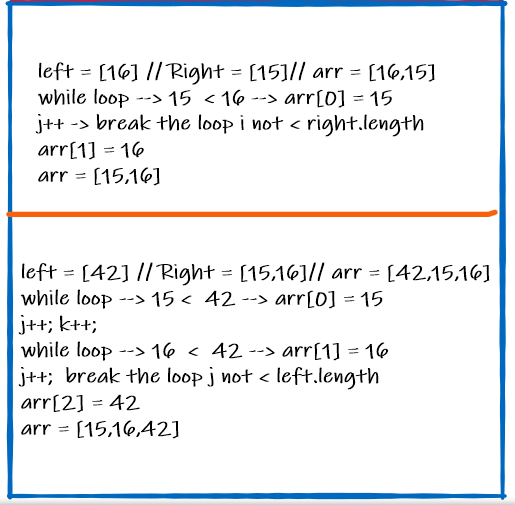 left = [16] // Right = [15]// arr = [16,15]
while loop --> 15 < 16 --> arr[0] = 15
j++ -> break the loop i not < right.length
arr[1] = 16
arr = [15,16]
left = [42] // Right = [15,16]// arr = [42,15,16]
while loop --> 15 < 42 --> arr[0] = 15
j++; k++;
while loop --> 16 < 42 --> arr[1] = 16
j++; break the loop j not < left.length
arr[2] = 42
arr = [15,16,42]